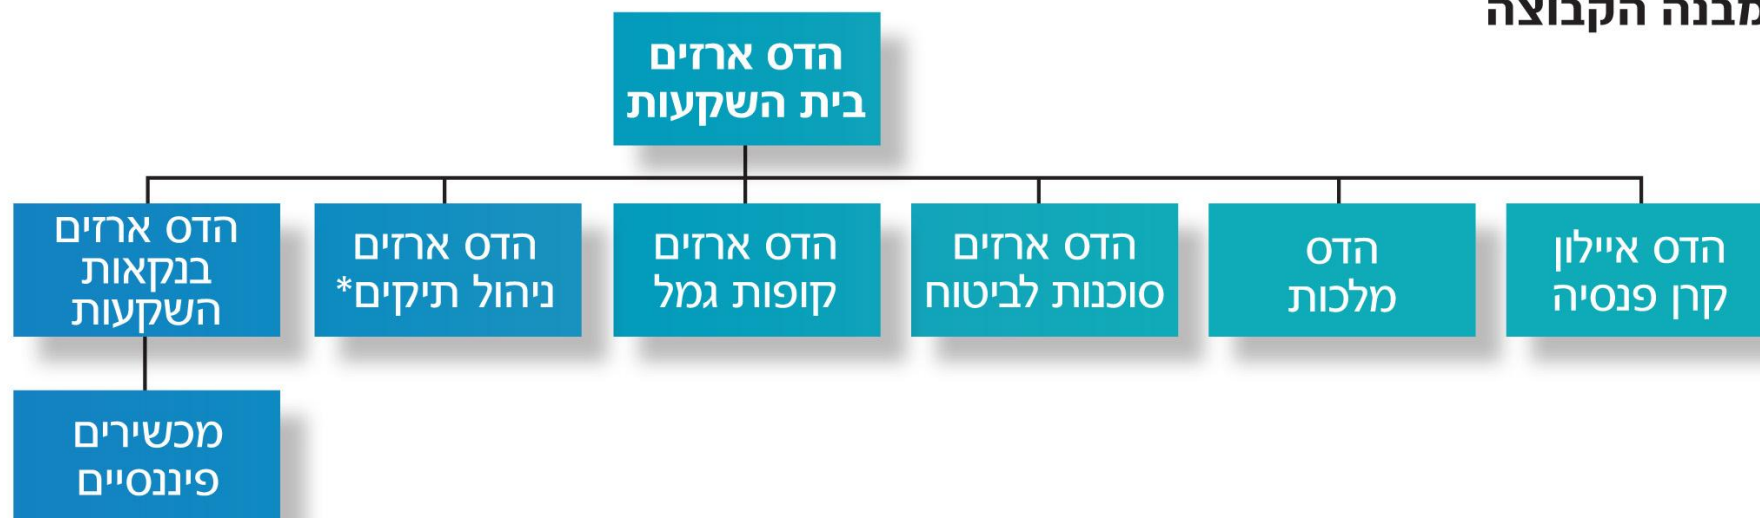 מבנה הקבוצה
הדס ארזים
בית השקעות
הדס איילון
קרן פנסיה
הדס
מלכות
הדס ארזים
סוכנות לביטוח
הדס ארזים
קופות גמל
הדס ארזים
ניהול תיקים*
הדס ארזים
בנקאות
השקעות
מכשירים
פיננסיים